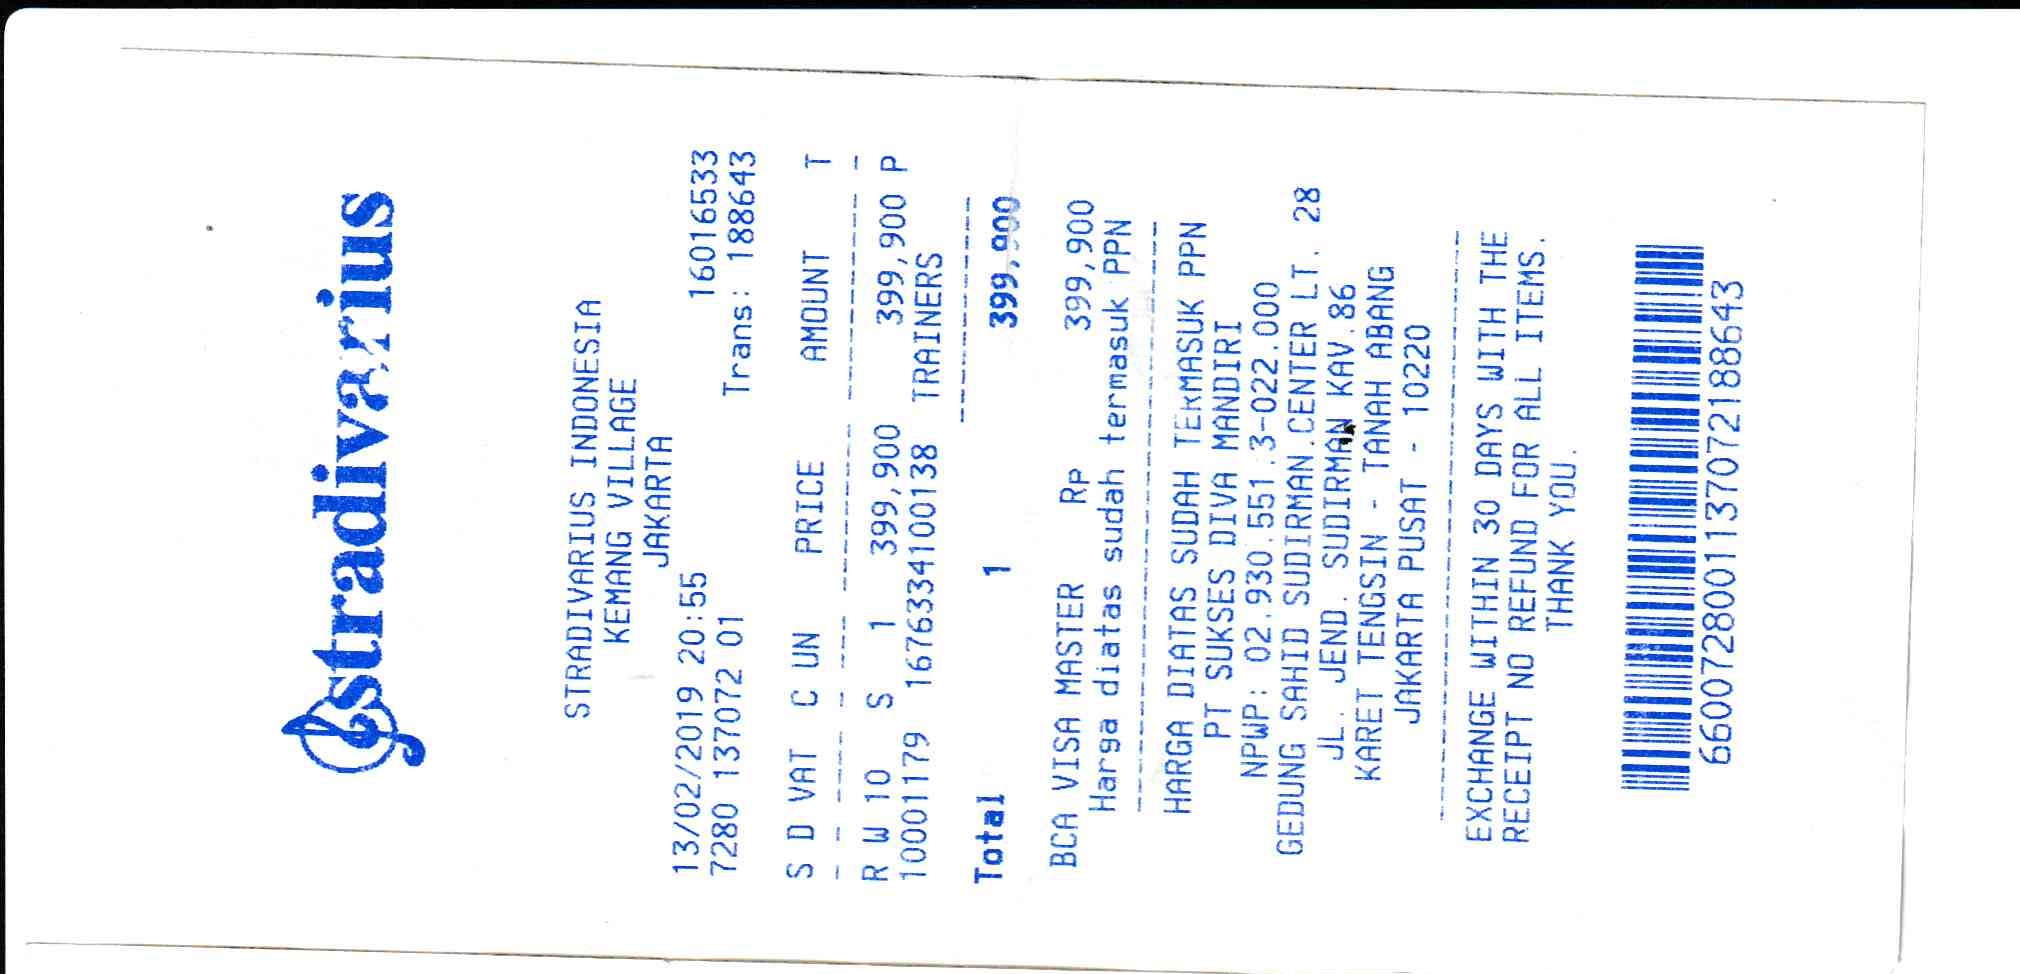 stradivarius
STRADIVARIUS INDONESIA
KEMANG VILLAGE
JAKARTA
13/02/2019 20:55 16016533
7280 137072 01 Trans: 188643
S D VAT C UN PRICE AMOUNT T
R W 10 S 1 399,900 399,900 P
10001179 1676334100138 TRAINERS
Total 1 399,900
BCA VISA MASTER Rp 399,900
Harga diatas sudah termasuk PPN
HARGA DIATAS SUDAH TERMASUK PPN
PT SUKSES DIVA MANDIRI
NPWP: 02.930.551.3-022.000
GEDUNG SAHID SUDIRMAN.CENTER LT. 28
JL. JEND. SUDIRMAN KAV.86
KARET TENGSIN - TANAH ABANG
JAKARTA PUSAT - 10220
EXCHANGE WITHIN 30 DAYS WITH THE
RECEIPT NO REFUND FOR ALL ITEMS.
THANK YOU.
6600728001137072188643